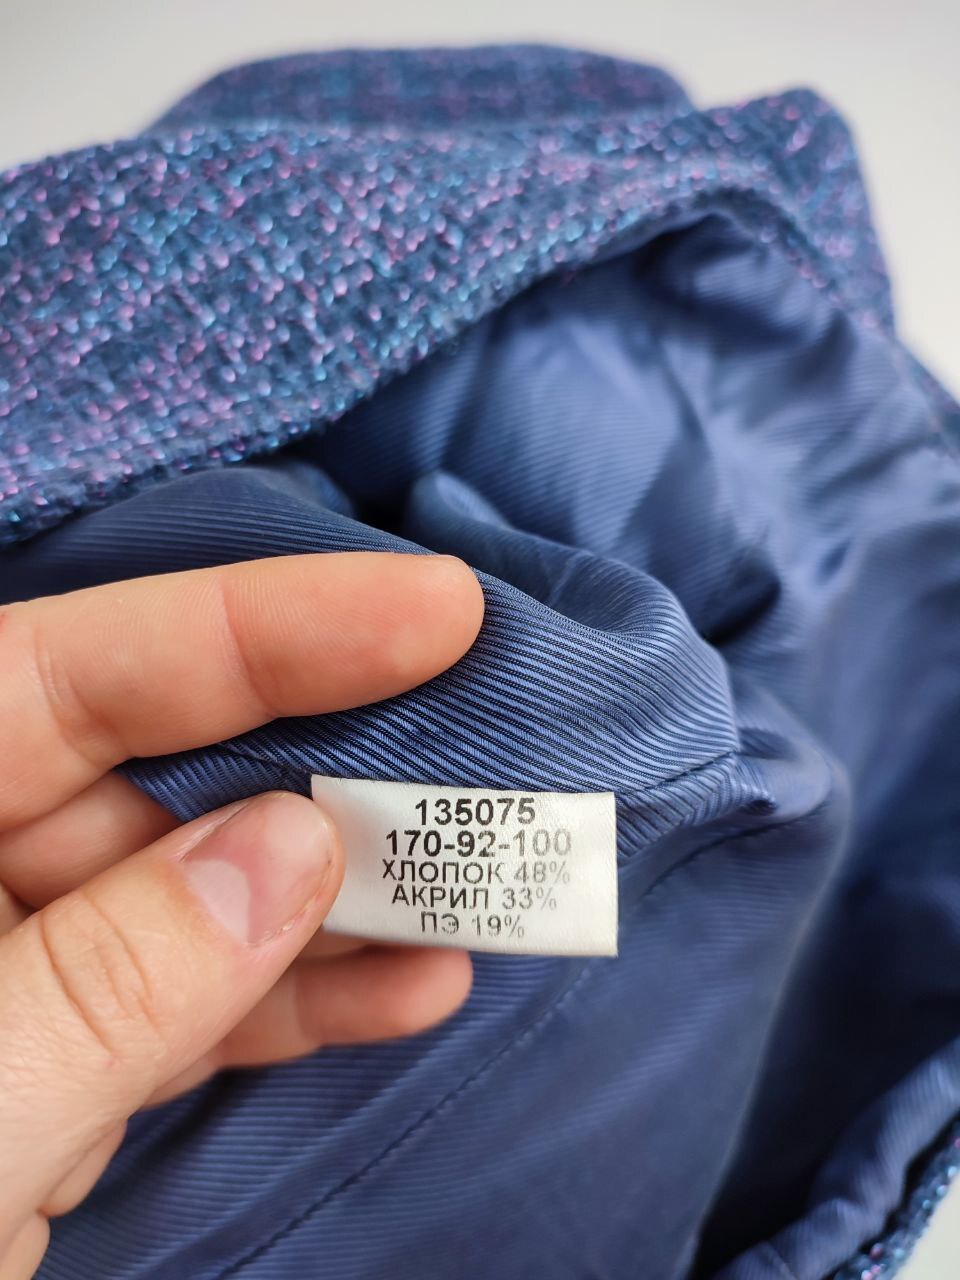 135075
170-92-100
ХЛОПОК 48%
АКРИЛ 33%
ПЭ 19%